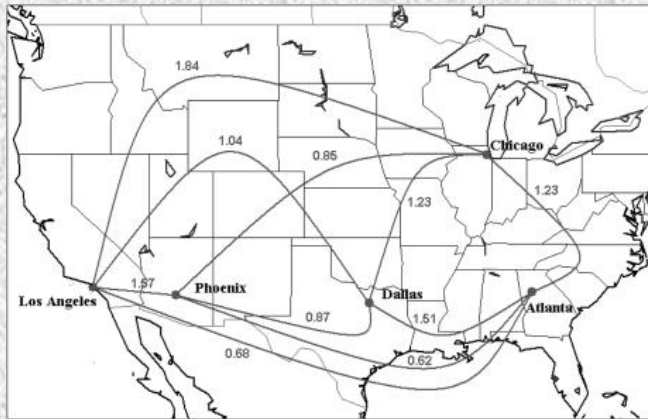 1.84
1.04
0.85
Chicago
1.23
1.23
1.57
Phoenix
Los Angeles
Dallas
Atlanta
0.87
1.51
0.68
0.62